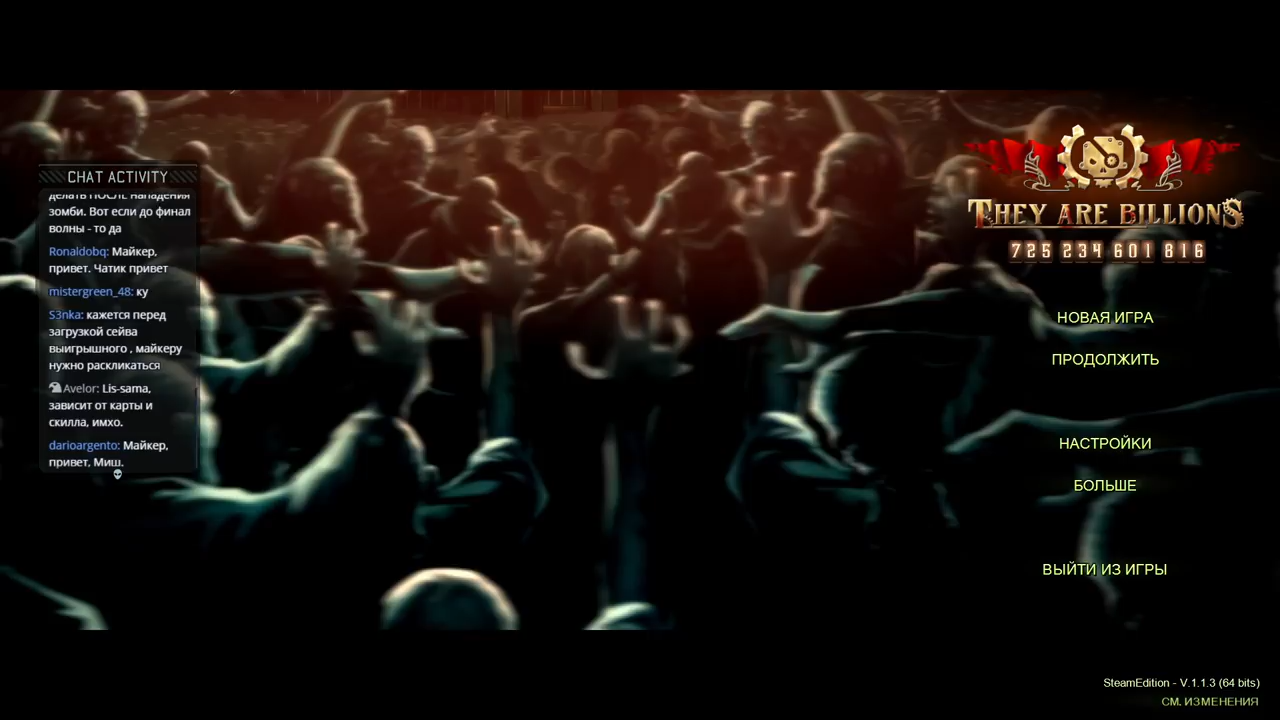 CHAT ACTIVITY
делать ПОСЛЕ нападения
зомби. Вот если до финал
волны - то да
Ronaldobq: Майкер,
привет. Чатик привет
mistergreen_48: ку
S3nka: кажется перед
загрузкой сейва
выигрышного , майкеру
нужно раскликаться
Avelor: Lis-sama,
зависит от карты и
скилла, имхо.
darioargento: Майкер,
привет, Миш.
THEY ARE BILLIONS
725 234 601 816
НОВАЯ ИГРА
ПРОДОЛЖИТЬ
НАСТРОЙКИ
БОЛЬШЕ
ВЫЙТИ ИЗ ИГРЫ
SteamEdition - V.1.1.3 (64 bits)
СМ. ИЗМЕНЕНИЯ